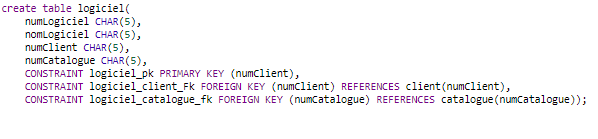 create table logiciel(
numLogiciel CHAR(5),
nomLogiciel CHAR(5),
numClient CHAR(5),
numCatalogue CHAR(5),
CONSTRAINT logiciel_pk PRIMARY KEY (numClient),
CONSTRAINT logiciel_client_Fk FOREIGN KEY (numClient) REFERENCES client(numClient),
CONSTRAINT logiciel_catalogue_fk FOREIGN KEY (numCatalogue) REFERENCES catalogue(numCatalogue));